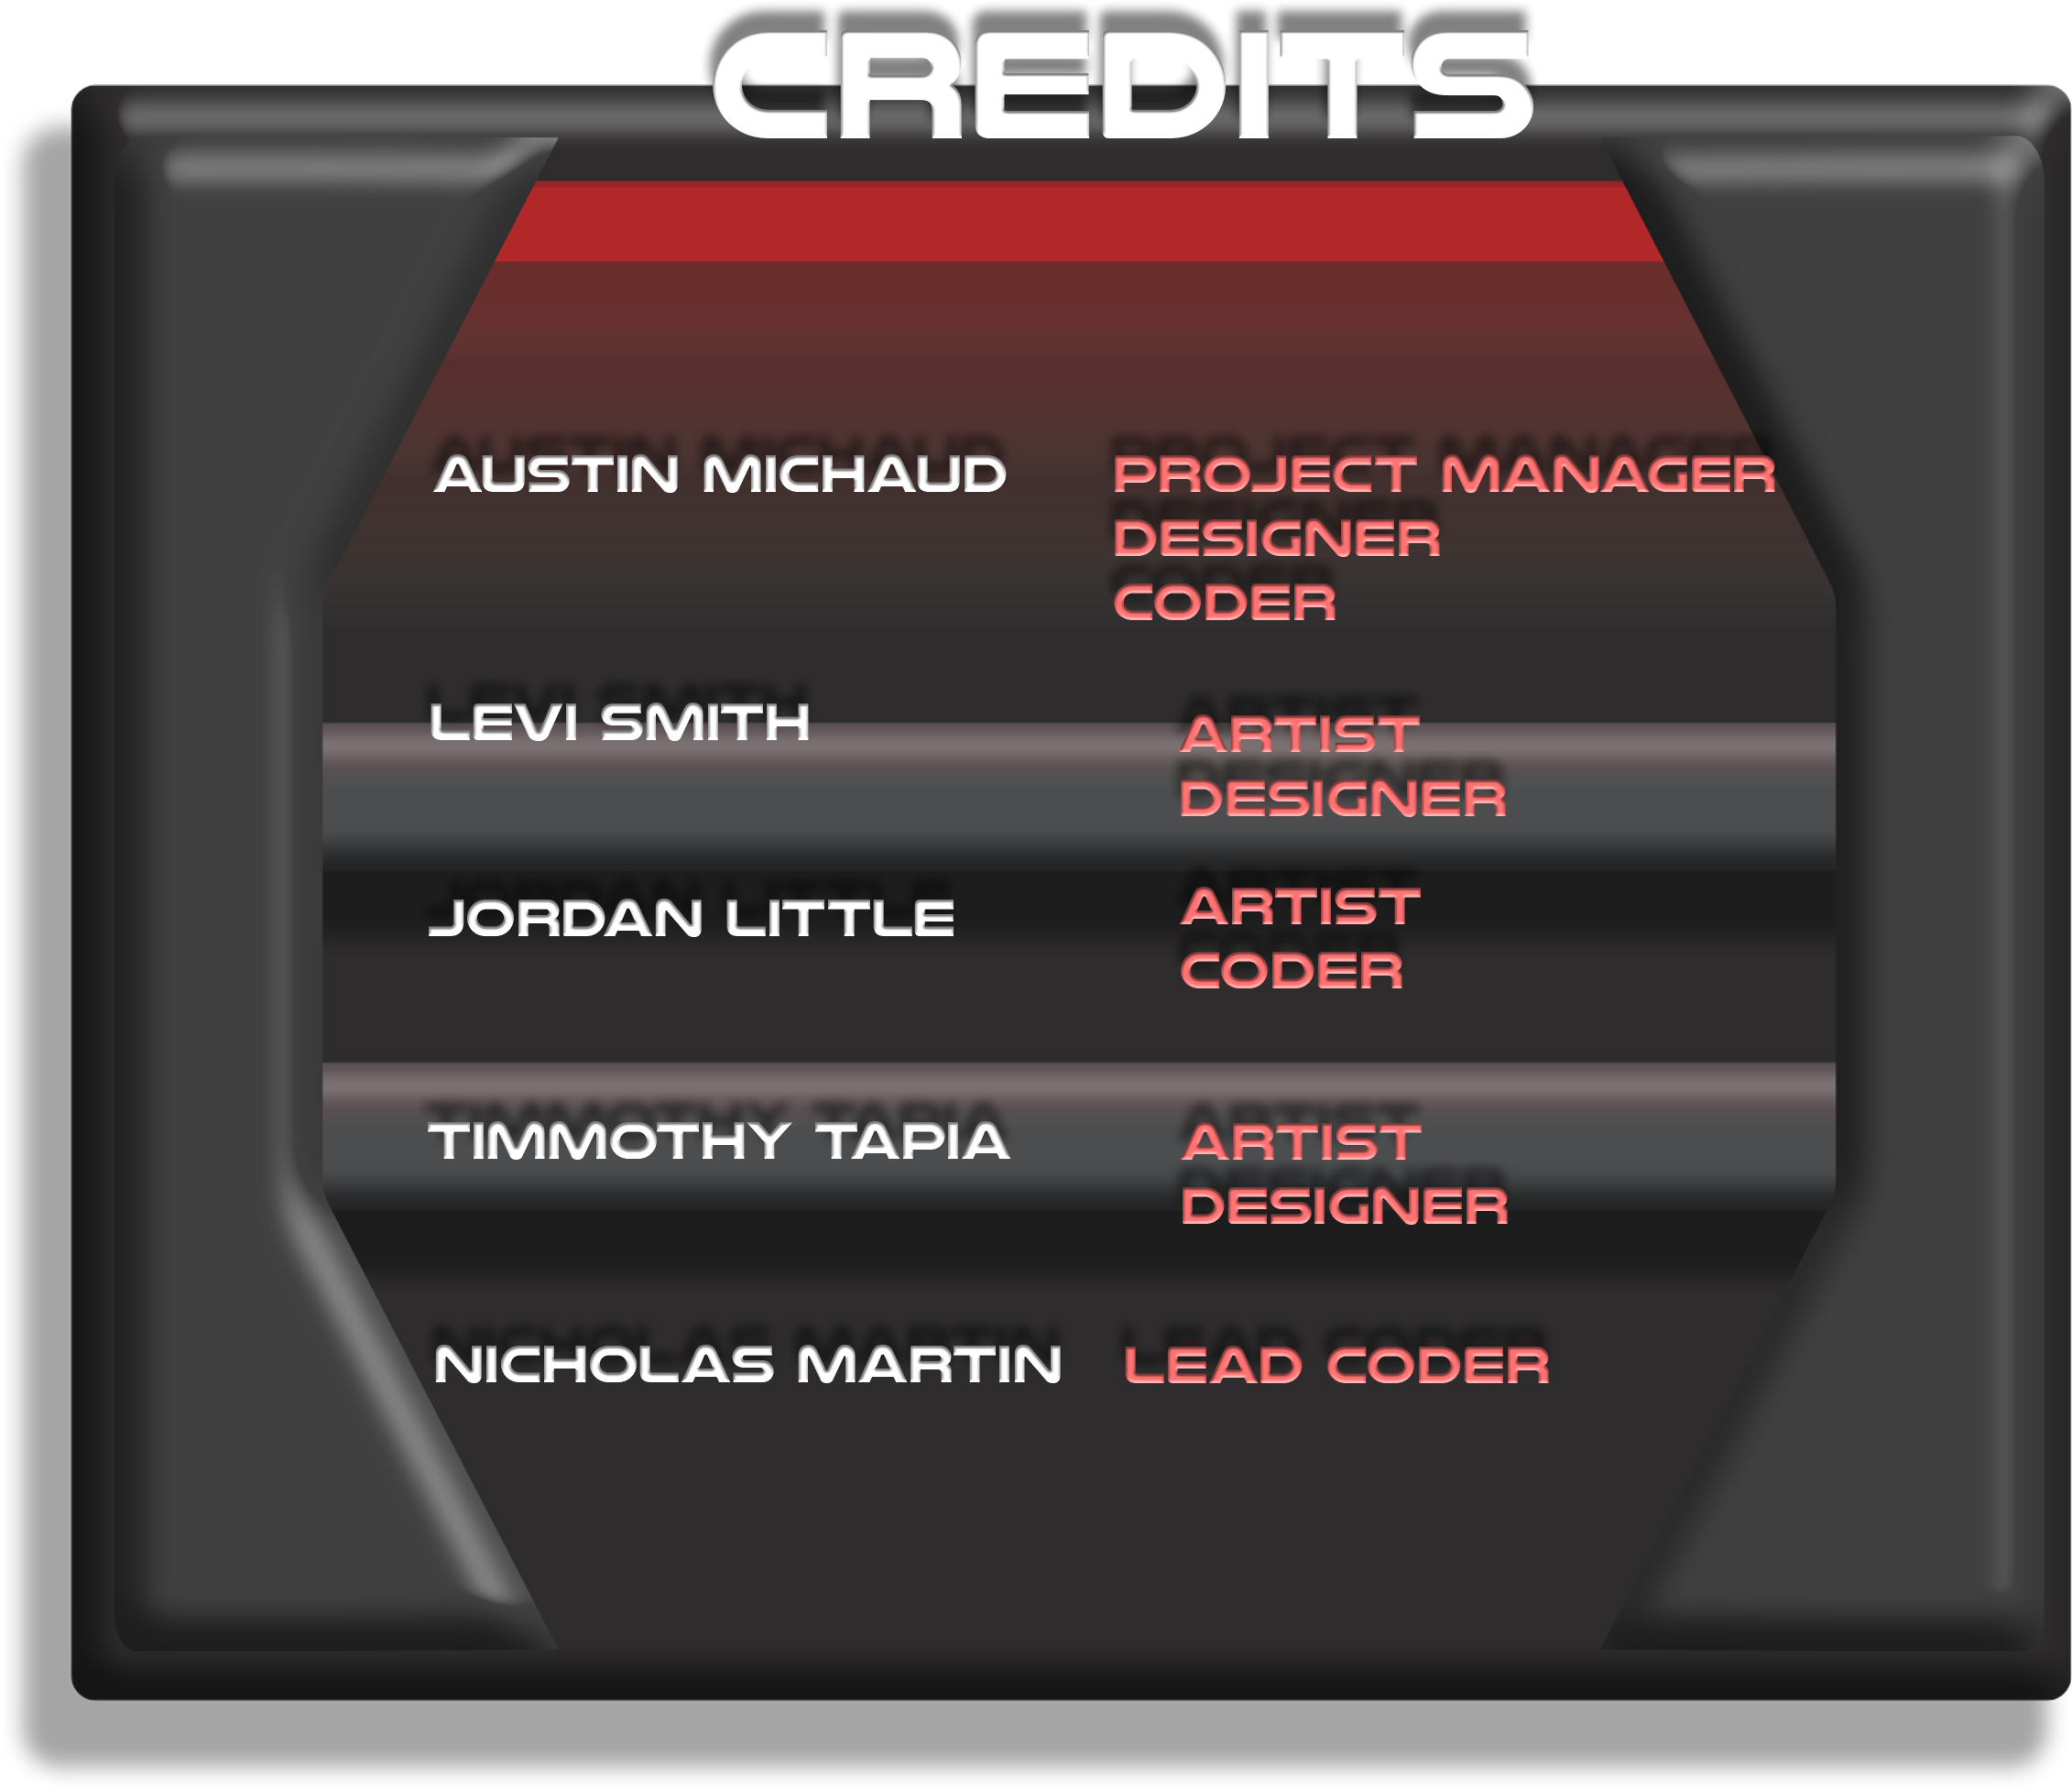 CREDITS
AUSTIN MICHAUD PROJECT MANAGER
DESIGNER
CODER
LEVI SMITH ARTIST
DESIGNER
JORDAN LITTLE ARTIST
CODER
TIMMOTHY TAPIA ARTIST
DESIGNER
NICHOLAS MARTIN LEAD CODER